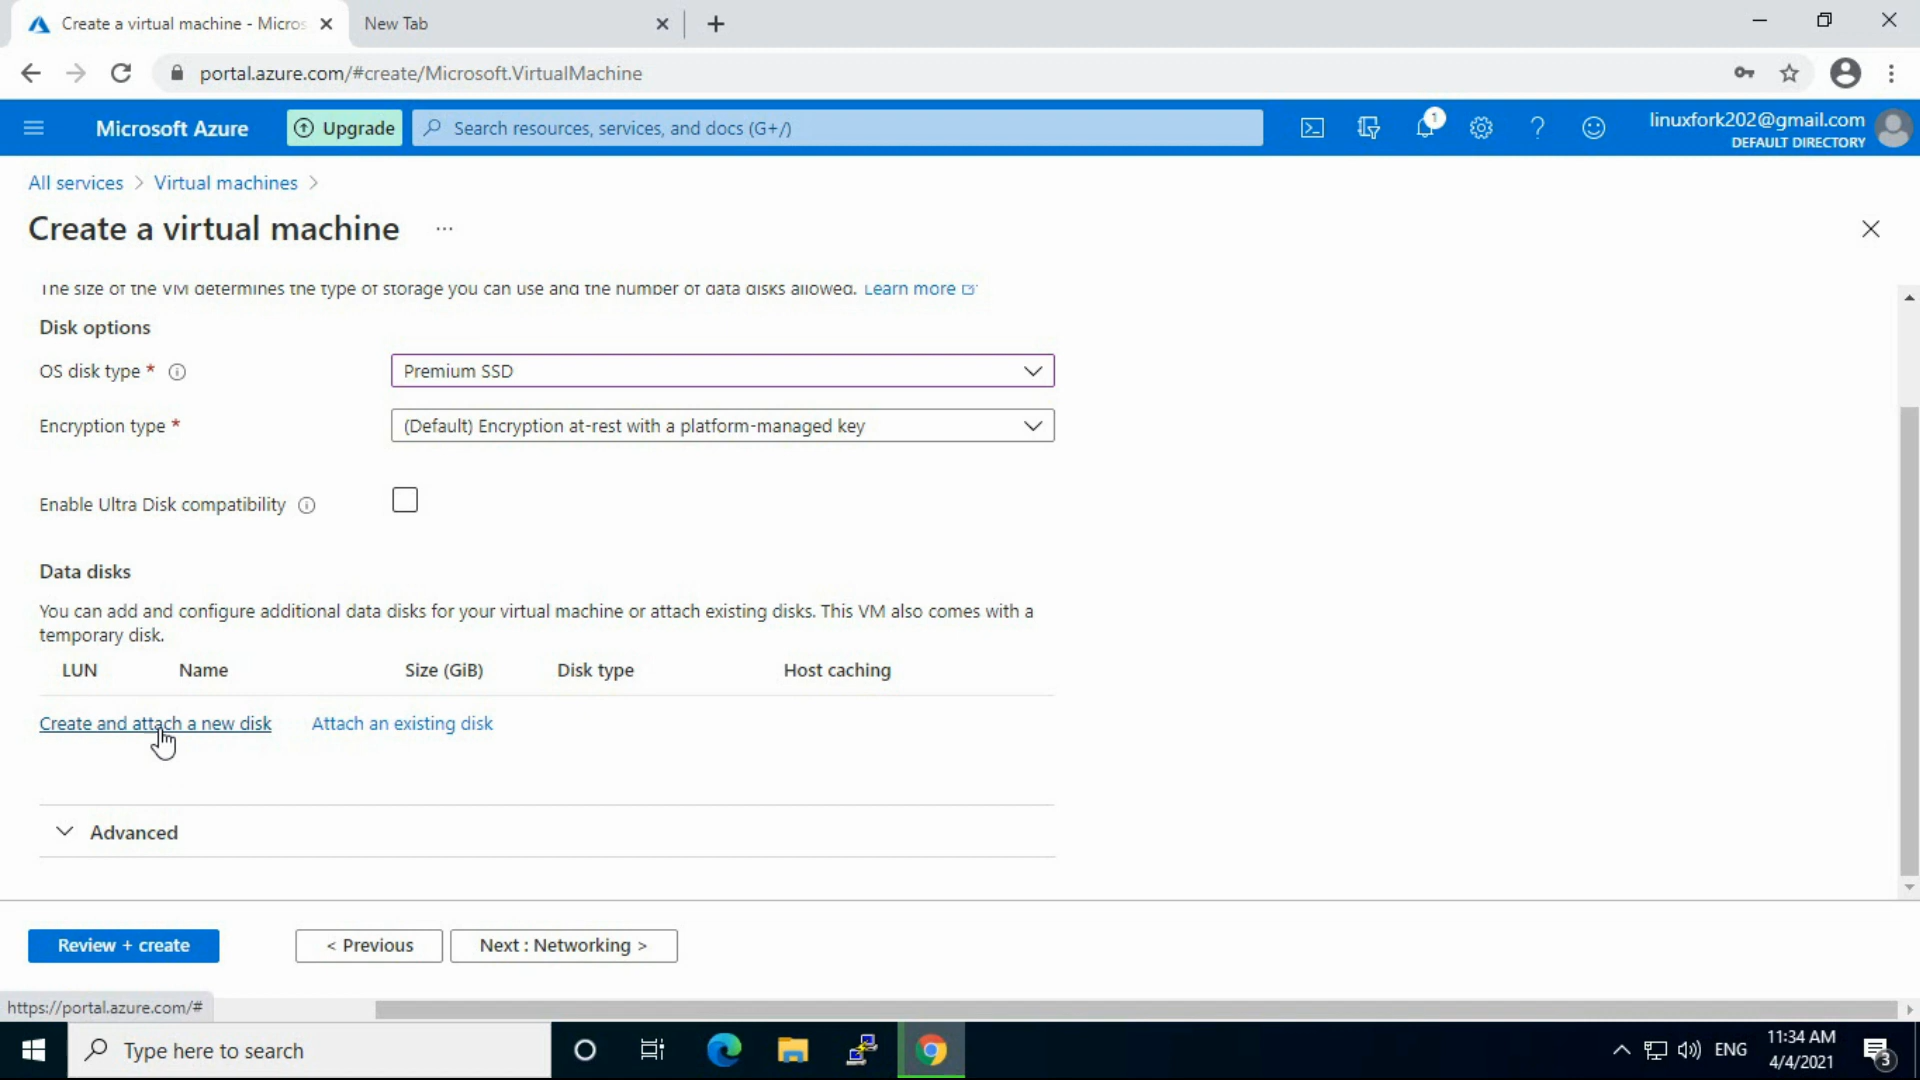 Create a virtual machine - Micros
New Tab
portal.azure.com/#create/Microsoft.VirtualMachine
Microsoft Azure
Upgrade
Search resources, services, and docs (G+/)
1
linuxfork202@gmail.com
DEFAULT DIRECTORY
All services > Virtual machines >
Create a virtual machine ...
The size of the VM determines the type of storage you can use and the number of data disks allowed. Learn more
Disk options
OS disk type *
Premium SSD
Encryption type *
(Default) Encryption at-rest with a platform-managed key
Enable Ultra Disk compatibility
Data disks
You can add and configure additional data disks for your virtual machine or attach existing disks. This VM also comes with a
temporary disk.
LUN Name Size (GiB) Disk type Host caching
Create and attach a new disk Attach an existing disk
Advanced
Review + create < Previous Next : Networking >
https://portal.azure.com/#
Type here to search
ENG
11:34 AM
4/4/2021
3